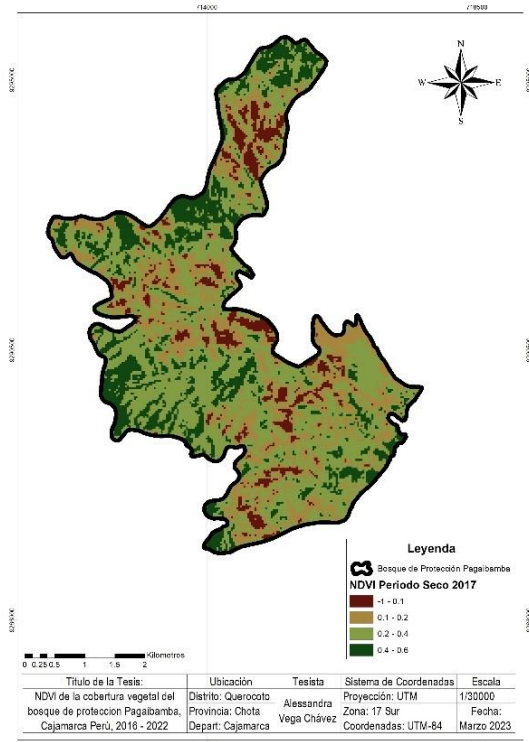 714000
718500
N
W
E
S
Leyenda
Bosque de Protección Pagaibamba
NDVI Periodo Seco 2017
-1 - 0.1
0.1 - 0.2
0.2 - 0.4
0.4 - 0.6
0 0.25 0.5 1 1.5 2 Kilometros
Titulo de la Tesis:
NDVI de la cobertura vegetal del
bosque de proteccion Pagaibamba,
Cajamarca Perú, 2016 - 2022
Ubicación
Distrito: Querocoto
Provincia: Chota
Depart: Cajamarca
Tesista
Alessandra
Vega Chávez
Sistema de Coordenadas
Proyección: UTM
Zona: 17 Sur
Coordenadas: UTM-84
Escala
1/30000
Fecha:
Marzo 2023